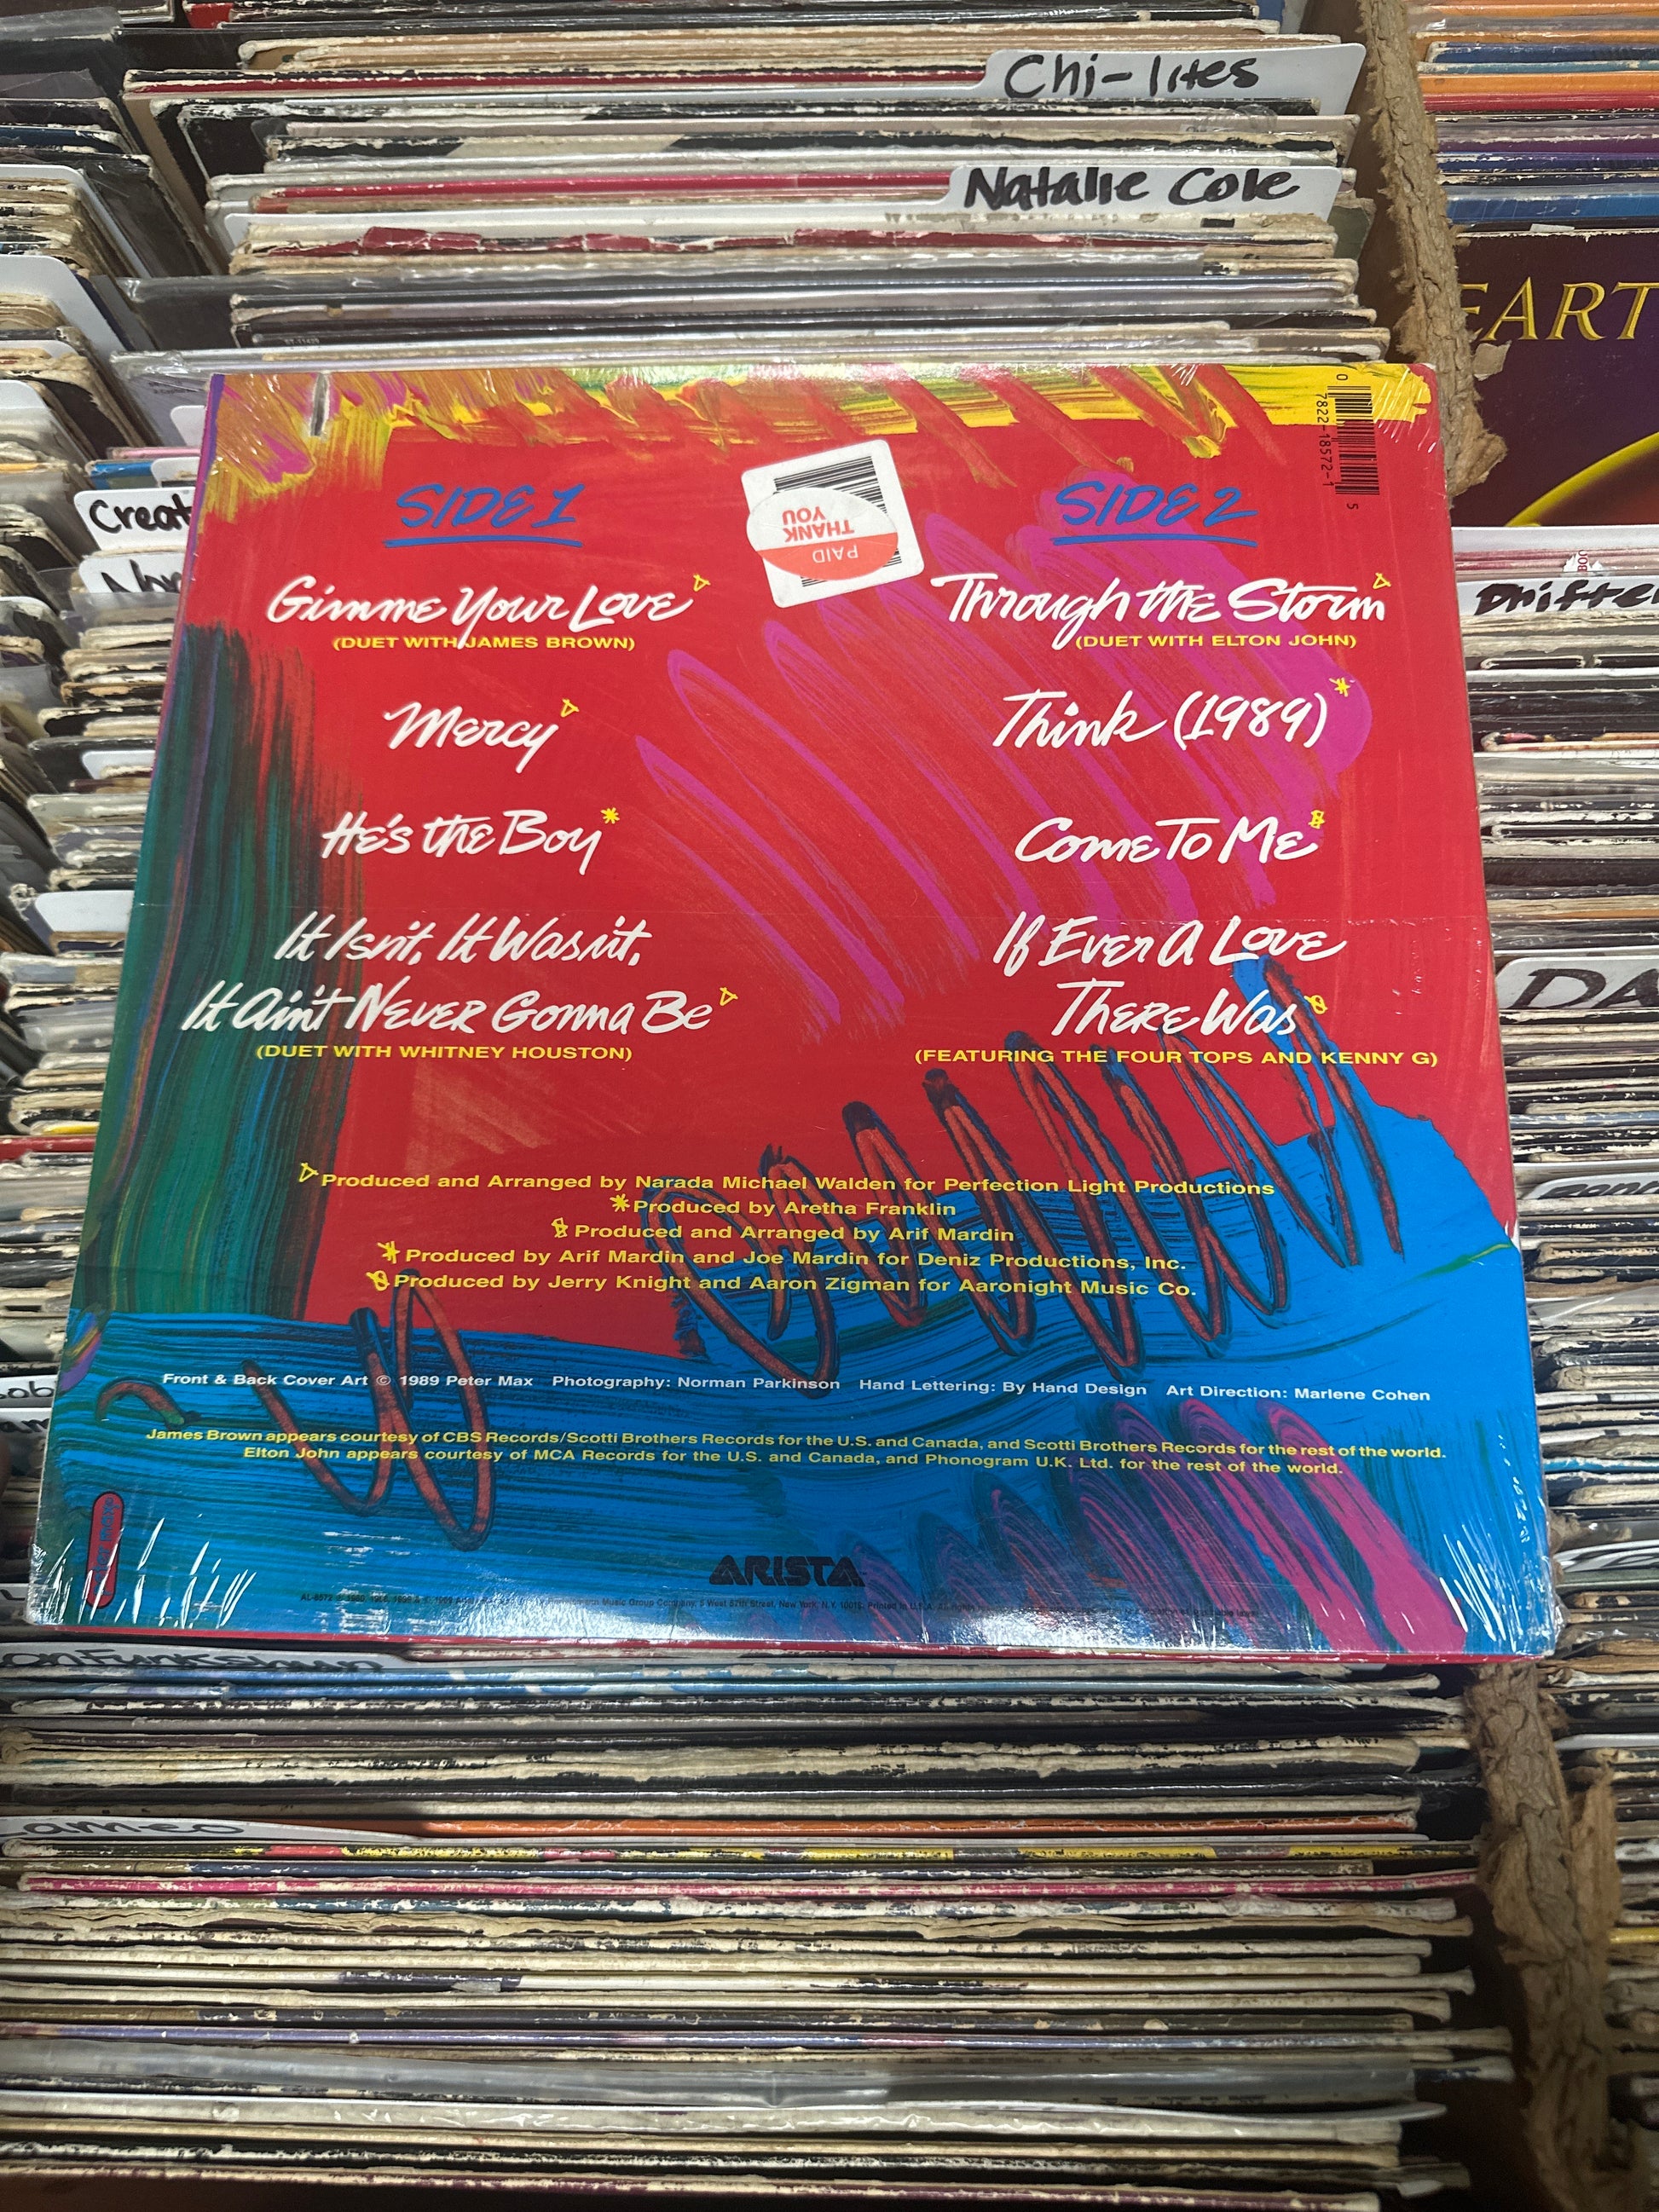 Chi-lites
Natalie Cole
EART
Creat
Drifter
DA
0
7822-18572-1
5
PAID
THANK
YOU
SIDE 1
Gimme Your Love
(DUET WITH JAMES BROWN)
Mercy
He's the Boy*
It Isn't, It Wasn't,
It Ain't Never Gonna Be
(DUET WITH WHITNEY HOUSTON)
SIDE 2
Through the Storm
(DUET WITH ELTON JOHN)
Think (1989)*
Come To Me
If Ever A Love
There Was
(FEATURING THE FOUR TOPS AND KENNY G)
Produced and Arranged by Narada Michael Walden for Perfection Light Productions
*Produced by Aretha Franklin
Produced and Arranged by Arif Mardin
*Produced by Arif Mardin and Joe Mardin for Deniz Productions, Inc.
Produced by Jerry Knight and Aaron Zigman for Aaronight Music Co.
Front & Back Cover Art © 1989 Peter Max Photography: Norman Parkinson Hand Lettering: By Hand Design Art Direction: Marlene Cohen
James Brown appears courtesy of CBS Records/Scotti Brothers Records for the U.S. and Canada, and Scotti Brothers Records for the rest of the world.
Elton John appears courtesy of MCA Records for the U.S. and Canada, and Phonogram U.K. Ltd. for the rest of the world.
ARISTA
onfunkshun
ameo